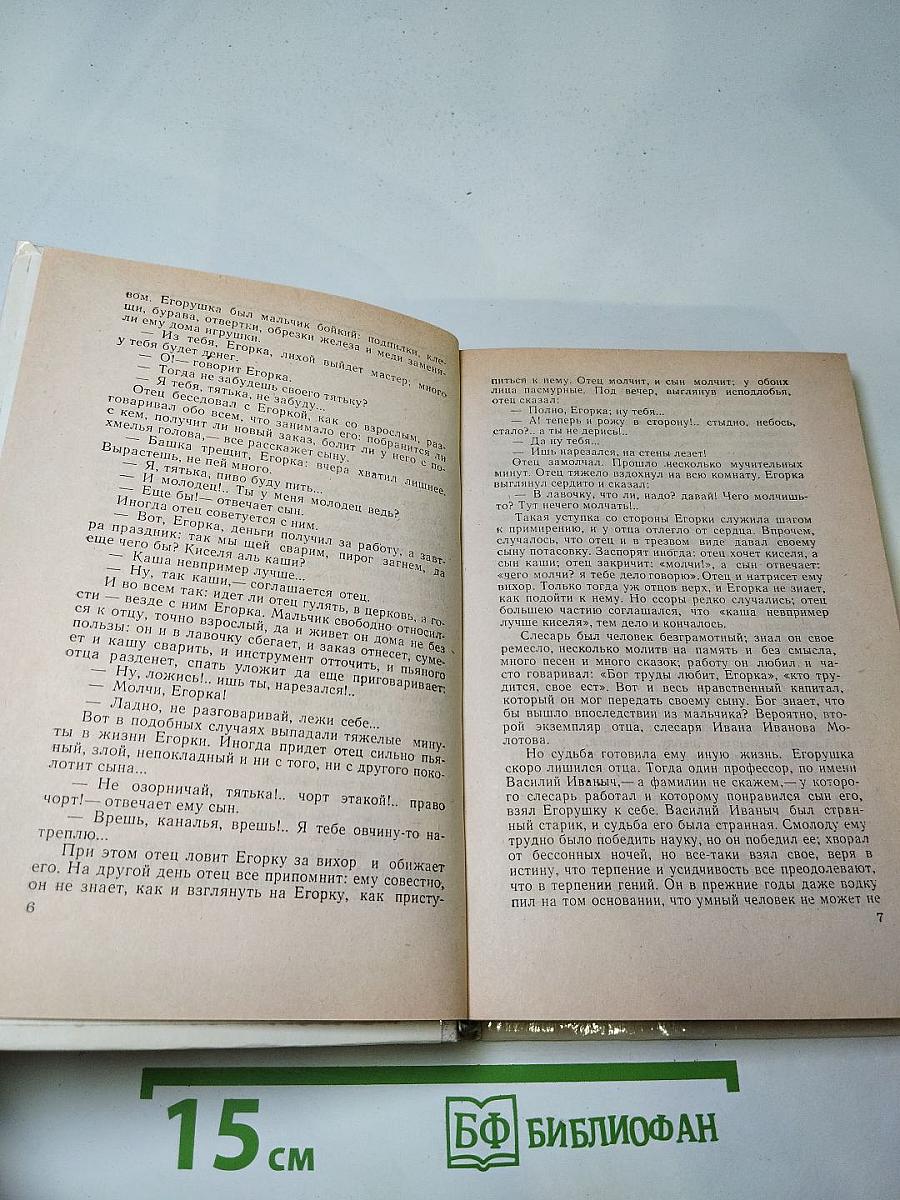 вом. Егорушка был мальчик бойкий: подпилки, кле-
щи, бурава, отвертки, обрезки железа и меди заменя-
ли ему дома игрушки.
— Из тебя, Егорка, лихой выйдет мастер; много
у тебя будет денег.
— О!— говорит Егорка.
— Тогда не забудешь своего тятьку?
— Я тебя, тятька, не забуду...
Отец беседовал с Егоркой, как со взрослым, раз-
говаривал обо всем, что занимало его: побранится ли
с кем, получит ли новый заказ, болит ли у него с по-
хмелья голова,— все расскажет сыну.
— Башка трещит, Егорка: вчера хватил лишнее.
Вырастешь, не пей много.
— Я, тятька, пиво буду пить...
— И молодец!.. Ты у меня молодец ведь?
— Еще бы!— отвечает сын.
Иногда отец советуется с ним.
— Вот, Егорка, деньги получил за работу, а завт-
ра праздник: так мы щей сварим, пирог загнем, да
еще чего бы? Киселя аль каши?
— Каша невпример лучше...
— Ну, так каши,— соглашается отец.
И во всем так: идет ли отец гулять, в церковь, в го-
сти — везде с ним Егорка. Мальчик свободно относил-
ся к отцу, точно взрослый, да и живет он дома не без
пользы: он и в лавочку сбегает, и заказ отнесет, суме-
ет и кашу сварить, и инструмент отточить, и пьяного
отца разденет, спать уложит да еще приговаривает:
— Ну, ложись!.. ишь ты, нарезался!..
— Молчи, Егорка!
— Ладно, не разговаривай, лежи себе...
Вот в подобных случаях выпадали тяжелые мину-
ты в жизни Егорки. Иногда придет отец сильно пья-
ный, злой, непокладный и ни с того, ни с другого поко-
лотит сына...
— Не озорничай, тятька!.. чорт этакой!.. право
чорт!— отвечает ему сын.
— Врешь, каналья, врешь!.. Я тебе овчину-то на-
треплю...
При этом отец ловит Егорку за вихор и обижает
его. На другой день отец все припомнит: ему совестно,
он не знает, как и взглянуть на Егорку, как присту-
6
питься к нему. Отец молчит, и сын молчит; у обоих
лица пасмурные. Под вечер, выглянув исподлобья,
отец сказал:
— Полно, Егорка; ну тебя...
— А! теперь и рожу в сторону!.. стыдно, небось,
стало?.. а ты не дерись!..
— Да ну тебя...
— Ишь нарезался, на стены лезет!
Отец замолчал. Прошло несколько мучительных
минут. Отец тяжело вздохнул на всю комнату. Егорка
выглянул сердито и сказал:
— В лавочку, что ли, надо? давай! Чего молчишь-
то? Тут нечего молчать!..
Такая уступка со стороны Егорки служила шагом
к примирению, и у отца отлегло от сердца. Впрочем,
случалось, что отец и в трезвом виде давал своему
сыну потасовку. Заспорят иногда: отец хочет киселя, а
сын каши; отец закричит: «молчи!», а сын отвечает:
«чего молчи? я тебе дело говорю». Отец и натрясет ему
вихор. Только тогда уж отцов верх, и Егорка не знает,
как подойти к нему. Но ссоры редко случались; отец
большею частию соглашался, что «каша невпример
лучше киселя», тем дело и кончалось.
Слесарь был человек безграмотный; знал он свое
ремесло, несколько молитв на память и без смысла,
много песен и много сказок; работу он любил и ча-
сто говаривал: «Бог труды любит, Егорка», «кто тру-
дится, свое ест». Вот и весь нравственный капитал,
который он мог передать своему сыну. Бог знает, что
бы вышло впоследствии из мальчика? Вероятно, вто-
рой экземпляр отца, слесаря Ивана Иванова Мо-
лотова.
Но судьба готовила ему иную жизнь. Егорушка
скоро лишился отца. Тогда один профессор, по имени
Василий Иваныч,— а фамилии не скажем,— у которо-
го слесарь работал и которому понравился сын его,
взял Егорушку к себе. Василий Иваныч был стран-
ный старик, и судьба его была странная. Смолоду ему
трудно было победить науку, но он победил ее; хворал
от бессонных ночей, но все-таки взял свое, веря в
истину, что терпение и усидчивость все преодолевают,
что в терпении гений. Он в прежние годы даже водку
пил на том основании, что умный человек не может не
7
15 см
БФ БИБЛИОФАН